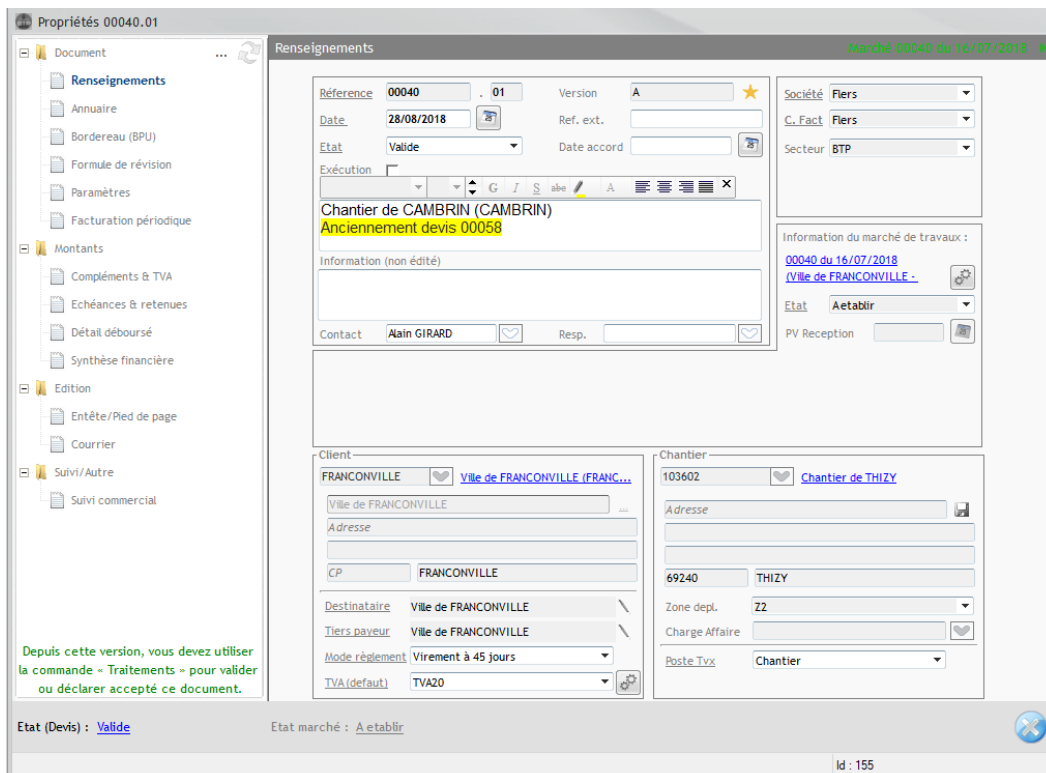 Propriétés 00040.01
Document
...
Renseignements
Annuaire
Bordereau (BPU)
Formule de révision
Paramètres
Facturation périodique
Montants
Compléments & TVA
Echéances & retenues
Détail déboursé
Synthèse financière
Edition
Entête/Pied de page
Courrier
Suivi/Autre
Suivi commercial
Depuis cette version, vous devez utiliser
la commande « Traitements » pour valider
ou déclarer accepté ce document.
Renseignements
Marche 00040 du 16/07/2018
Réference 00040 . 01 Version A
Date 28/08/2018 Ref. ext.
Etat Valide Date accord
Exécution
G I S abc A
Chantier de CAMBRIN (CAMBRIN)
Anciennement devis 00058
Information (non édité)
Contact Alain GIRARD Resp.
Société Flers
C. Fact Flers
Secteur BTP
Information du marché de travaux :
00040 du 16/07/2018
(Ville de FRANCONVILLE -
Etat Aetablir
PV Reception
Client
FRANCONVILLE Ville de FRANCONVILLE (FRANC...
Ville de FRANCONVILLE ...
Adresse
CP FRANCONVILLE
Destinataire Ville de FRANCONVILLE
Tiers payeur Ville de FRANCONVILLE
Mode règlement Virement à 45 jours
TVA (defaut) TVA20
Chantier
103602 Chantier de THIZY
Adresse
69240 THIZY
Zone depl. Z2
Charge Affaire
Poste Tvx Chantier
Etat (Devis) : Valide Etat marché : A etablir
Id : 155